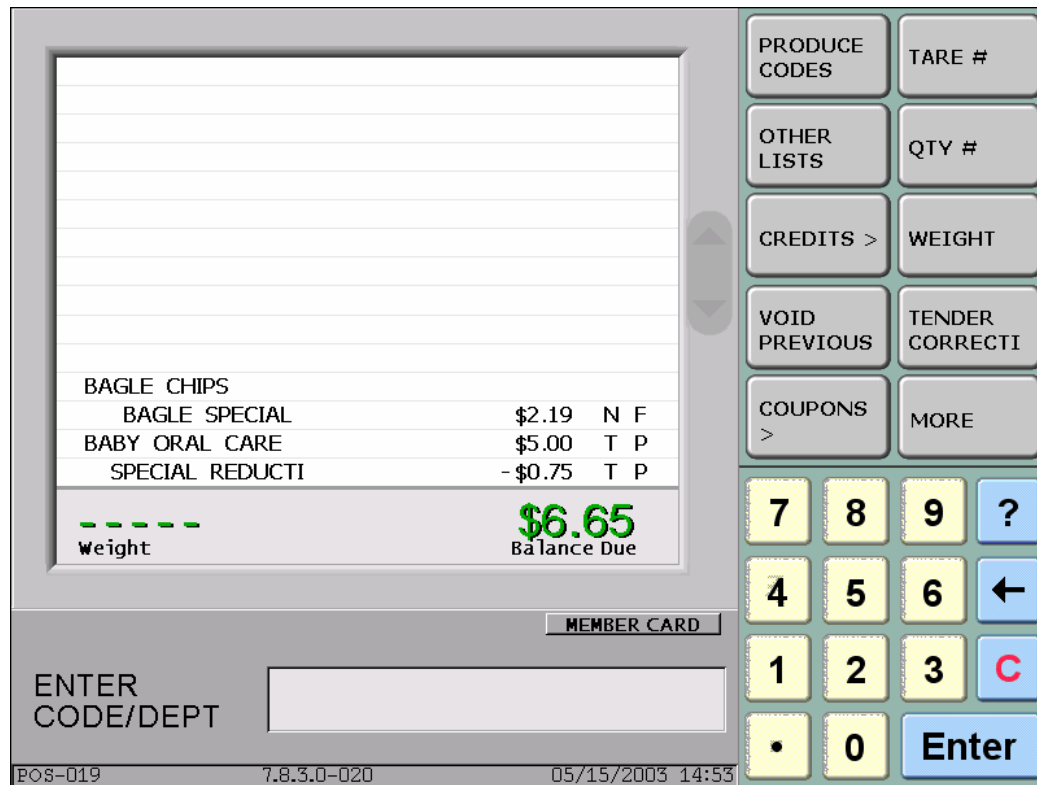 BAGLE CHIPS
BAGLE SPECIAL $2.19 N F
BABY ORAL CARE $5.00 T P
SPECIAL REDUCTI -$0.75 T P
----- $6.65
Weight Balance Due
MEMBER CARD
ENTER
CODE/DEPT
POS-019 7.8.3.0-020 05/15/2003 14:53
PRODUCE
CODES
TARE #
OTHER
LISTS
QTY #
CREDITS >
WEIGHT
VOID
PREVIOUS
TENDER
CORRECTI
COUPONS
>
MORE
7 8 9 ?
4 5 6 ←
1 2 3 C
. 0 Enter